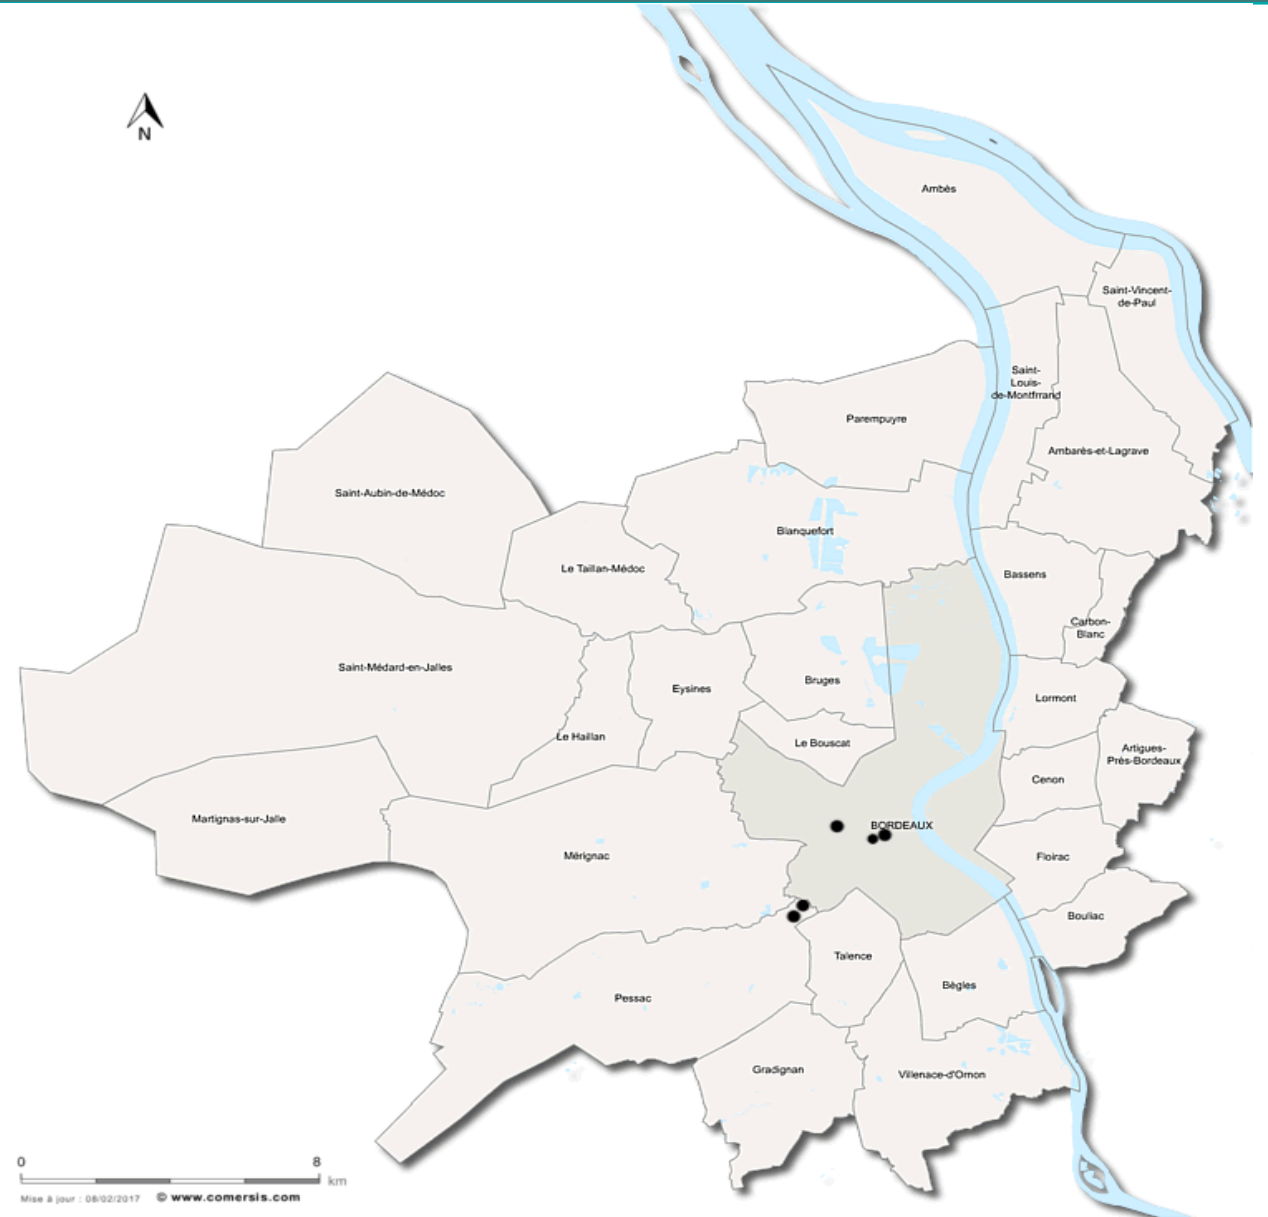 N
Ambès
Saint-Vincent-
de-Paul
Saint-
Louis-
de-Montfrrand
Parempuyre
Ambarès-et-Lagrave
Saint-Aubin-de-Médoc
Blanquefort
Le Taillan-Médoc
Bassens
Carbon-
Blanc
Saint-Médard-en-Jalles
Eysines
Bruges
Lormont
Le Haillan
Le Bouscat
Artigues-
Près-Bordeaux
Cenon
Martignas-sur-Jalle
BORDEAUX
Mérignac
Floirac
Bouliac
Talence
Bègles
Pessac
Gradignan
Villenace-d'Ornon
0 8
km
Mise à jour : 08/02/2017 © www.comersis.com